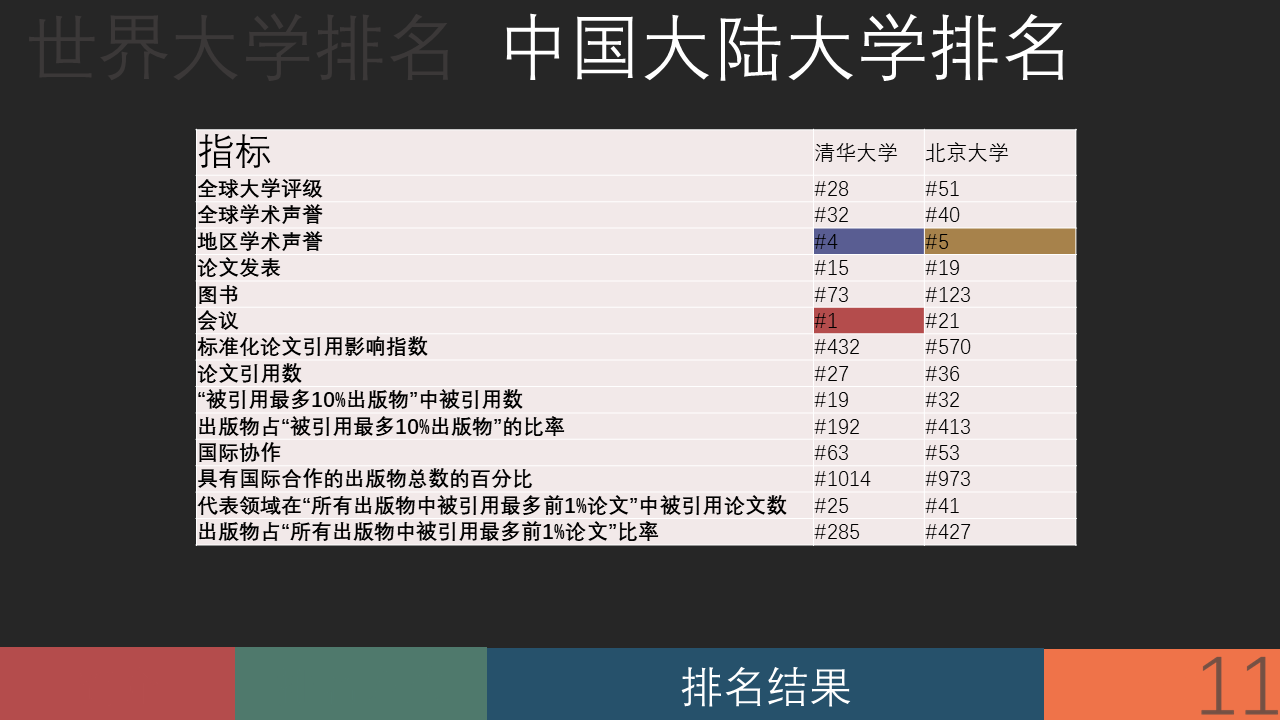 世界大学排名 中国大陆大学排名
指标 清华大学 北京大学
全球大学评级 #28 #51
全球学术声誉 #32 #40
地区学术声誉 #4 #5
论文发表 #15 #19
图书 #73 #123
会议 #1 #21
标准化论文引用影响指数 #432 #570
论文引用数 #27 #36
“被引用最多10%出版物”中被引用数 #19 #32
出版物占“被引用最多10%出版物”的比率 #192 #413
国际协作 #63 #53
具有国际合作的出版物总数的百分比 #1014 #973
代表领域在“所有出版物中被引用最多前1%论文”中被引用论文数 #25 #41
出版物占“所有出版物中被引用最多前1%论文”比率 #285 #427
排名结果
11